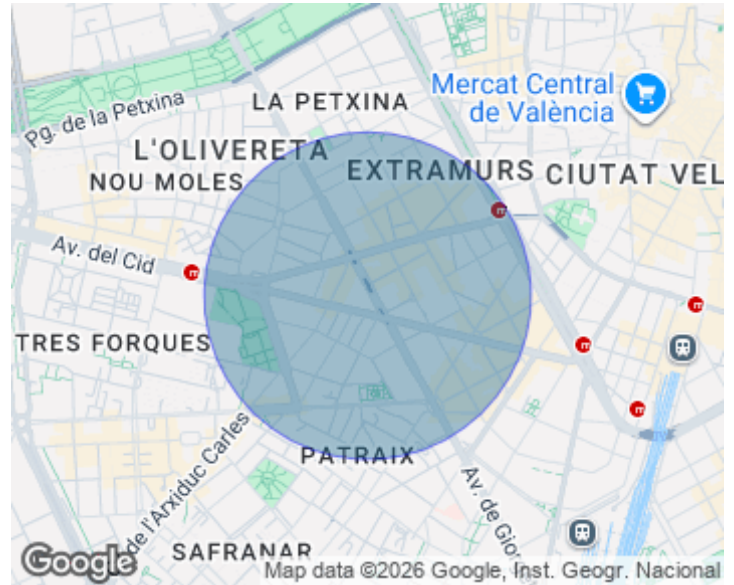 Mercat Central
de València
LA PETXINA
Pg. de la Petxina
L'OLIVERETA
EXTRAMURS
CIUTAT VEL
NOU MOLES
Av. del Cid
TRES FORQUES
de l'Arxiduc Carles
PATRAIX
Av. de Gio
SAFRANAR
Google
Map data ©2026 Google, Inst. Geogr. Nacional